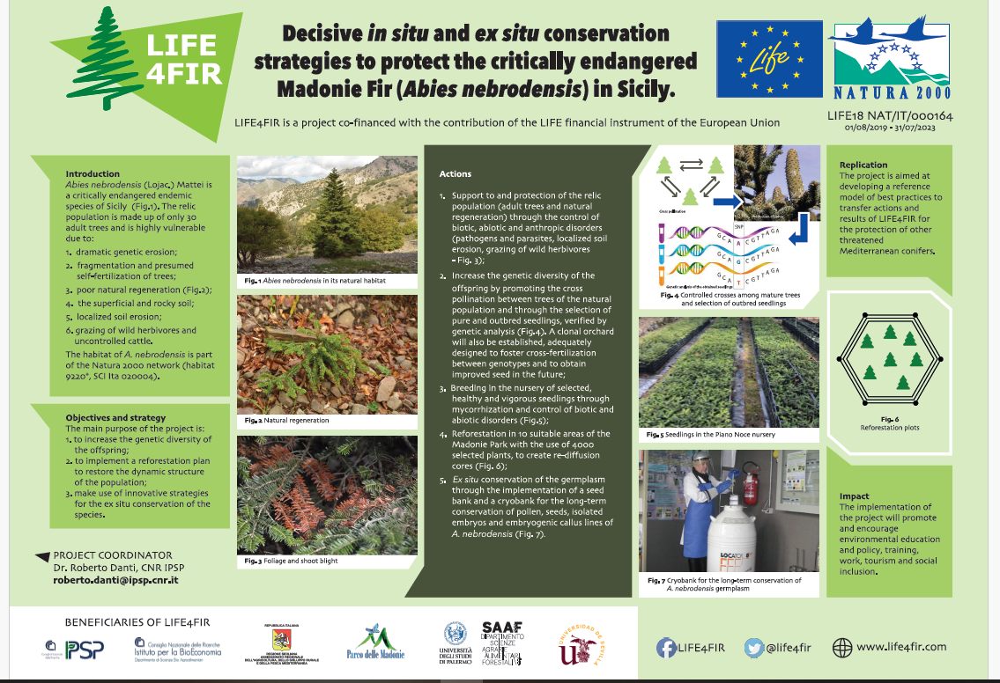 LIFE
4FIR
Decisive in situ and ex situ conservation
strategies to protect the critically endangered
Madonie Fir (Abies nebrodensis) in Sicily.
LIFE4FIR is a project co-financed with the contribution of the LIFE financial instrument of the European Union
Life
NATURA 2000
LIFE18 NAT/IT/000164
01/08/2019 - 31/07/2023
Introduction
Abies nebrodensis (Lojac.) Mattei is
a critically endangered endemic
species of Sicily (Fig.1). The relic
population is made up of only 30
adult trees and is highly vulnerable
due to:
1. dramatic genetic erosion;
2. fragmentation and presumed
self-fertilization of trees;
3. poor natural regeneration (Fig.2);
4. the superficial and rocky soil;
5. localized soil erosion;
6. grazing of wild herbivores and
uncontrolled cattle.
The habitat of A. nebrodensis is part
of the Natura 2000 network (habitat
9220*, SCI Ita 020004).
Objectives and strategy
The main purpose of the project is:
1. to increase the genetic diversity of
the offspring;
2. to implement a reforestation plan
to restore the dynamic structure
of the population;
3. make use of innovative strategies
for the ex situ conservation of the
species.
PROJECT COORDINATOR
Dr. Roberto Danti, CNR IPSP
roberto.danti@ipsp.cnr.it
Fig. 1 Abies nebrodensis in its natural habitat
Fig. 2 Natural regeneration
Fig. 3 Foliage and shoot blight
Actions
1. Support to and protection of the relic
population (adult trees and natural
regeneration) through the control of
biotic, abiotic and anthropic disorders
(pathogens and parasites, localized soil
erosion, grazing of wild herbivores
- Fig. 3);
2. Increase the genetic diversity of the
offspring by promoting the cross
pollination between trees of the natural
population and through the selection of
pure and outbred seedlings, verified by
genetic analysis (Fig.4). A clonal orchard
will also be established, adequately
designed to foster cross-fertilization
between genotypes and to obtain
improved seed in the future;
3. Breeding in the nursery of selected,
healthy and vigorous seedlings through
mycorrhization and control of biotic and
abiotic disorders (Fig.5);
4. Reforestation in 10 suitable areas of the
Madonie Park with the use of 4000
selected plants, to create re-diffusion
cores (Fig. 6);
5. Ex situ conservation of the germplasm
through the implementation of a seed
bank and a cryobank for the long-term
conservation of pollen, seeds, isolated
embryos and embryogenic callus lines of
A. nebrodensis (Fig. 7).
Cross pollination
Production of cones
SNP
GCAACGTTAGA
GCAGCGTTAGA
GCATCGTTAGA
Genetic analysis of the obtained seedlings
Fig. 4 Controlled crosses among mature trees
and selection of outbred seedlings
Fig. 5 Seedlings in the Piano Noce nursery
LOCATOR
Fig. 7 Cryobank for the long-term conservation of
A. nebrodensis germplasm
Replication
The project is aimed at
developing a reference
model of best practices to
transfer actions and
results of LIFE4FIR for
the protection of other
threatened
Mediterranean conifers.
Fig. 6
Reforestation plots
Impact
The implementation of
the project will promote
and encourage
environmental education
and policy, training,
work, tourism and social
inclusion.
BENEFICIARIES OF LIFE4FIR
IPSP
Consiglio Nazionale delle Ricerche
Istituto per la BioEconomia
REPUBBLICA ITALIANA
REGIONE SICILIANA
ASSESSORATO REGIONALE
DELL'AGRICOLTURA, DELLO SVILUPPO RURALE
E DELLA PESCA MEDITERRANEA
Parco delle Madonie
UNIVERSITÀ
DEGLI STUDI
DI PALERMO
SAAF
DIPARTIMENTO
SCIENZE
AGRARIE
ALIMENTARI
FORESTALI
UNIVERSIDAD DE SEVILLA
LIFE4FIR
@life4fir
www.life4fir.com